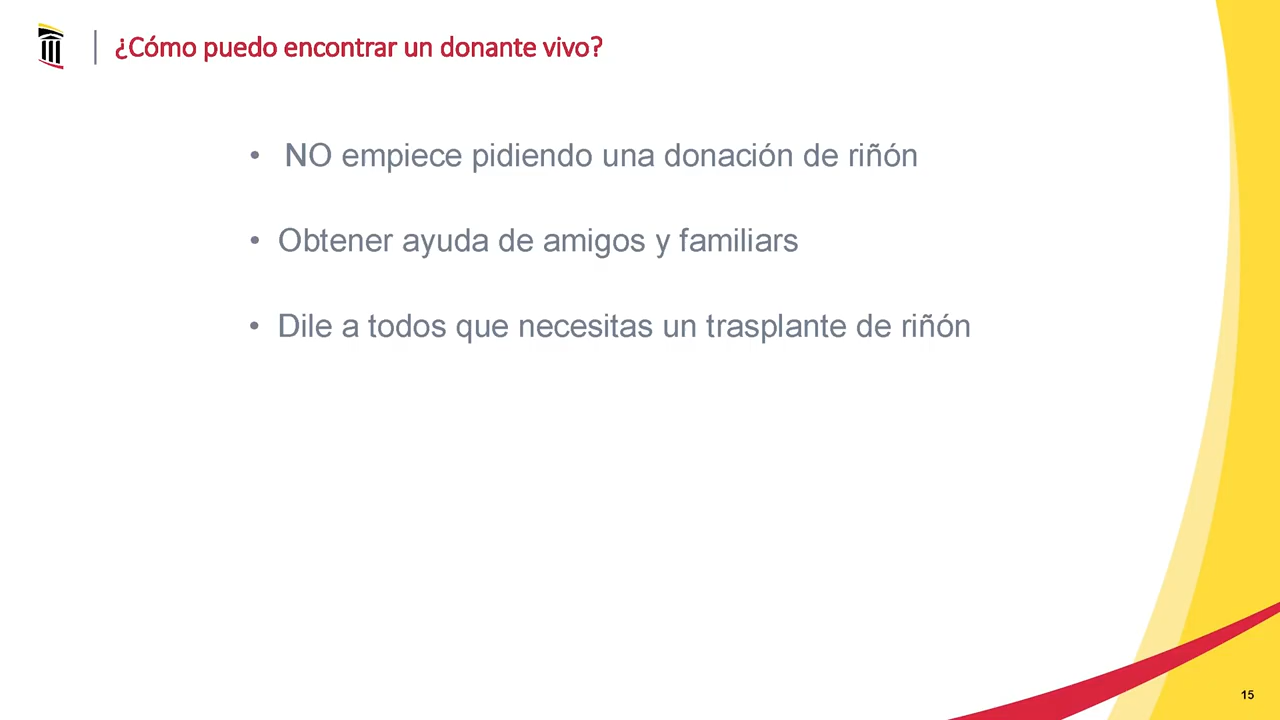 ¿Cómo puedo encontrar un donante vivo?
• NO empiece pidiendo una donación de riñón
• Obtener ayuda de amigos y familiars
• Dile a todos que necesitas un trasplante de riñón
15